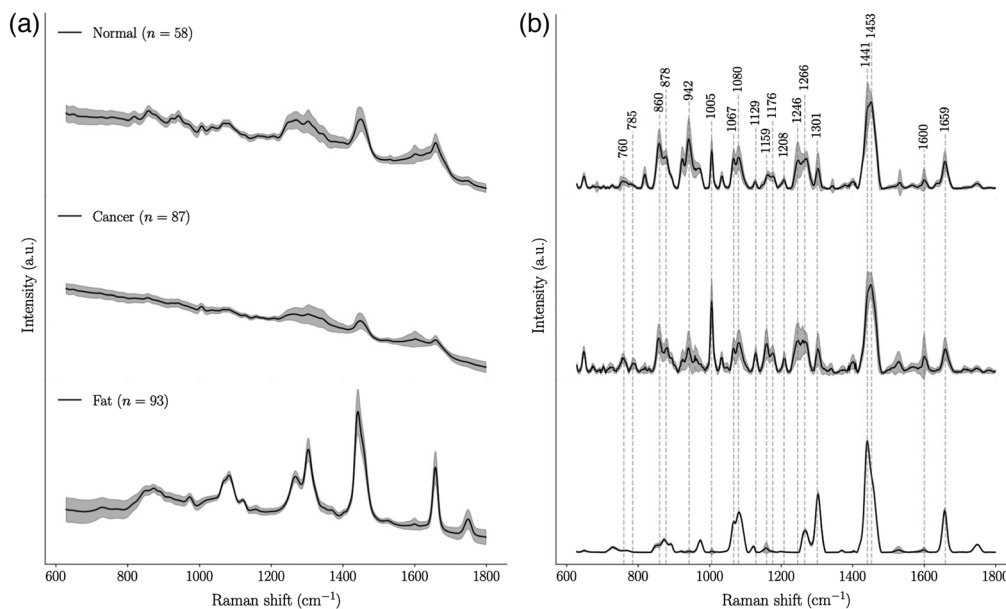 (a)
Normal (n = 58)
Cancer (n = 87)
Fat (n = 93)
Intensity (a.u.)
600 800 1000 1200 1400 1600 1800
Raman shift (cm⁻¹)
(b)
760
785
860
878
942
1005
1067
1080
1129
1159
1176
1208
1246
1266
1301
1441
1453
1600
1659
Intensity (a.u.)
600 800 1000 1200 1400 1600 1800
Raman shift (cm⁻¹)